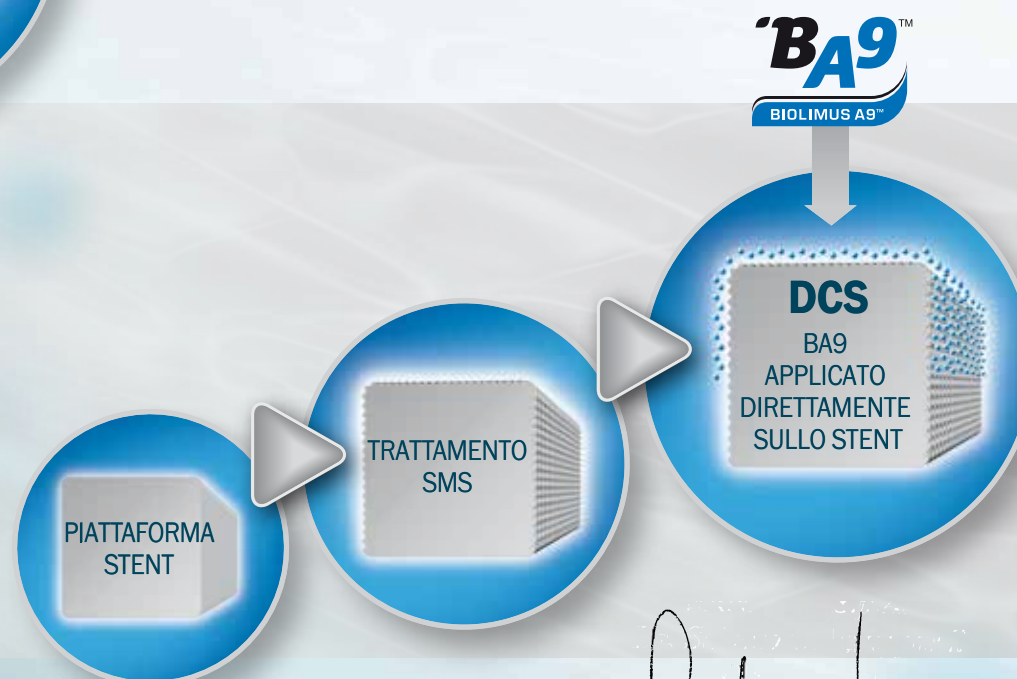 BA9™
BIOLIMUS A9™
DCS
BA9
APPLICATO
DIRETTAMENTE
SULLO STENT
TRATTAMENTO
SMS
PIATTAFORMA
STENT